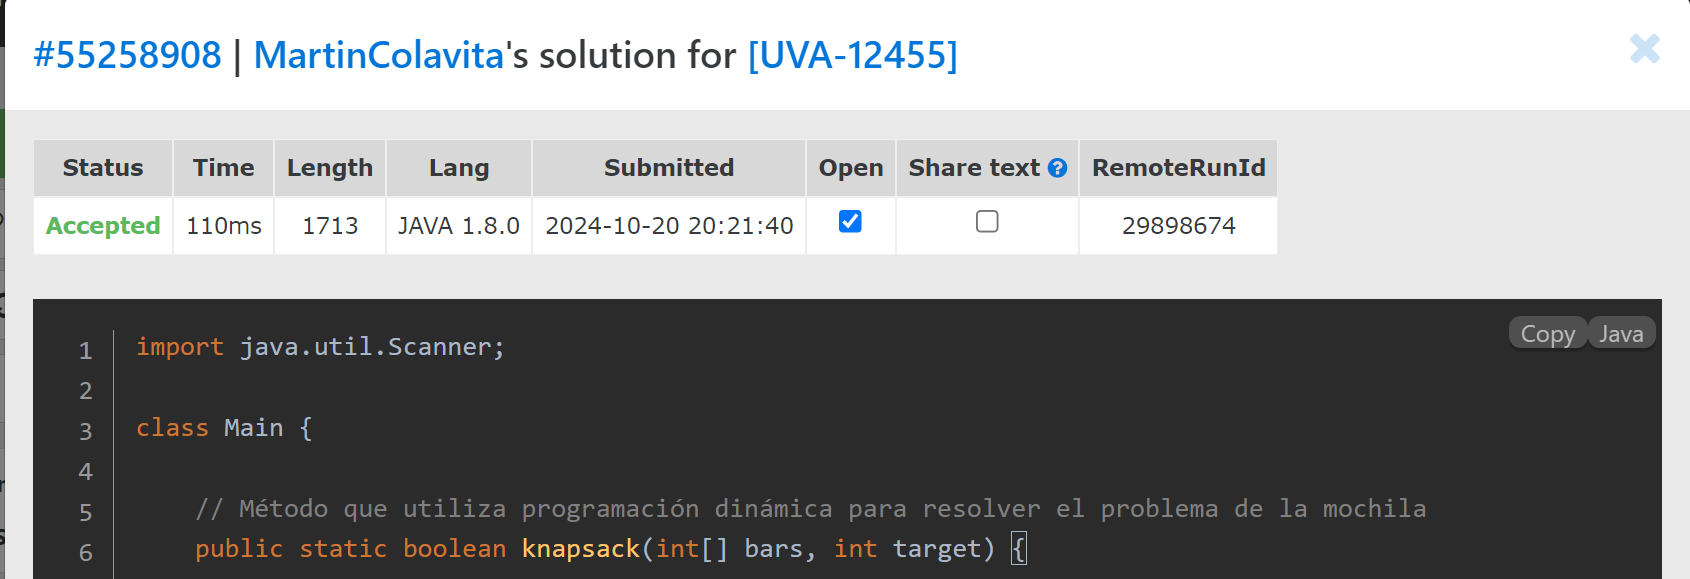 #55258908 | MartinColavita's solution for [UVA-12455]
Status Time Length Lang Submitted Open Share text RemoteRunId
Accepted 110ms 1713 JAVA 1.8.0 2024-10-20 20:21:40 29898674
Copy Java
1 import java.util.Scanner;
2
3 class Main {
4
5 // Método que utiliza programación dinámica para resolver el problema de la mochila
6 public static boolean knapsack(int[] bars, int target) {